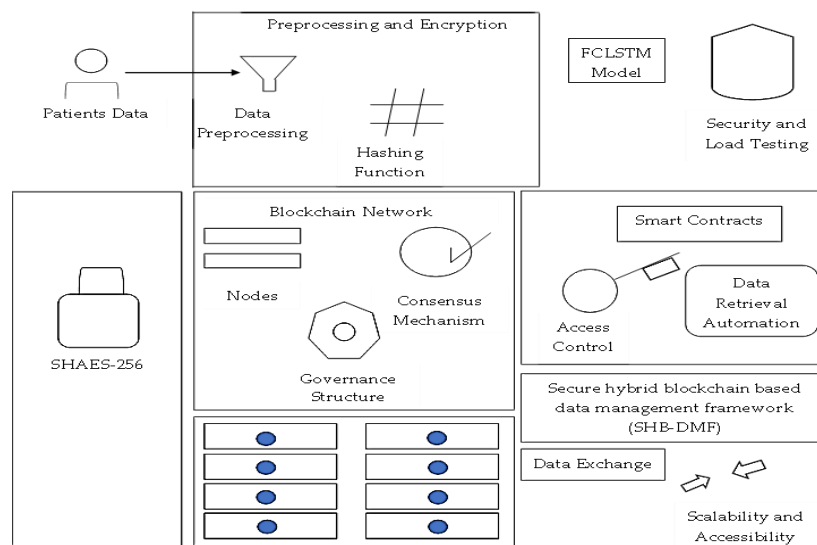 Preprocessing and Encryption
Patients Data
Data
Preprocessing
Hashing
Function
FCLSTM
Model
Security and
Load Testing
SHAES-256
Blockchain Network
Nodes
Consensus
Mechanism
Governance
Structure
Smart Contracts
Access
Control
Data
Retrieval
Automation
Secure hybrid blockchain based
data management framework
(SHB-DMF)
Data Exchange
Scalability and
Accessibility